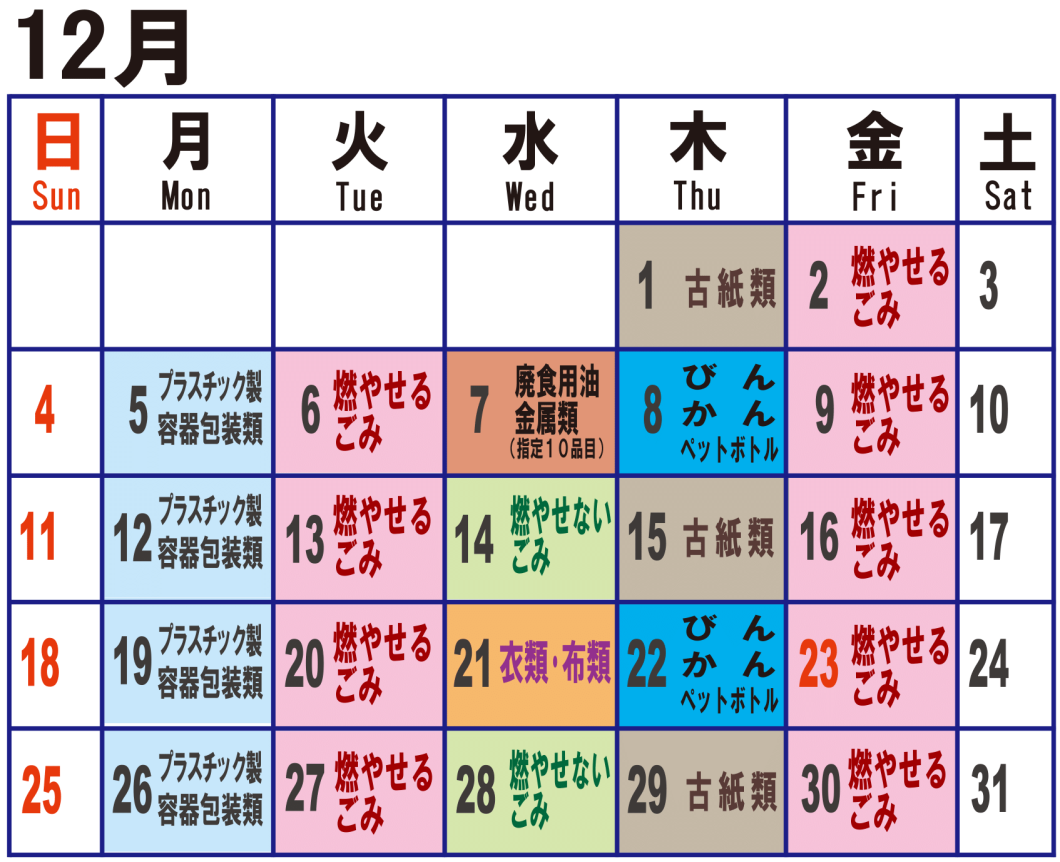 12月
日 月 火 水 木 金 土
Sun Mon Tue Wed Thu Fri Sat
1 古紙類
2 燃やせる
ごみ
3
4
5 プラスチック製
容器包装類
6 燃やせる
ごみ
7 廃食用油
金属類
(指定10品目)
8 びん
かん
ペットボトル
9 燃やせる
ごみ
10
11
12 プラスチック製
容器包装類
13 燃やせる
ごみ
14 燃やせない
ごみ
15 古紙類
16 燃やせる
ごみ
17
18
19 プラスチック製
容器包装類
20 燃やせる
ごみ
21 衣類・布類
22 びん
かん
ペットボトル
23 燃やせる
ごみ
24
25
26 プラスチック製
容器包装類
27 燃やせる
ごみ
28 燃やせない
ごみ
29 古紙類
30 燃やせる
ごみ
31